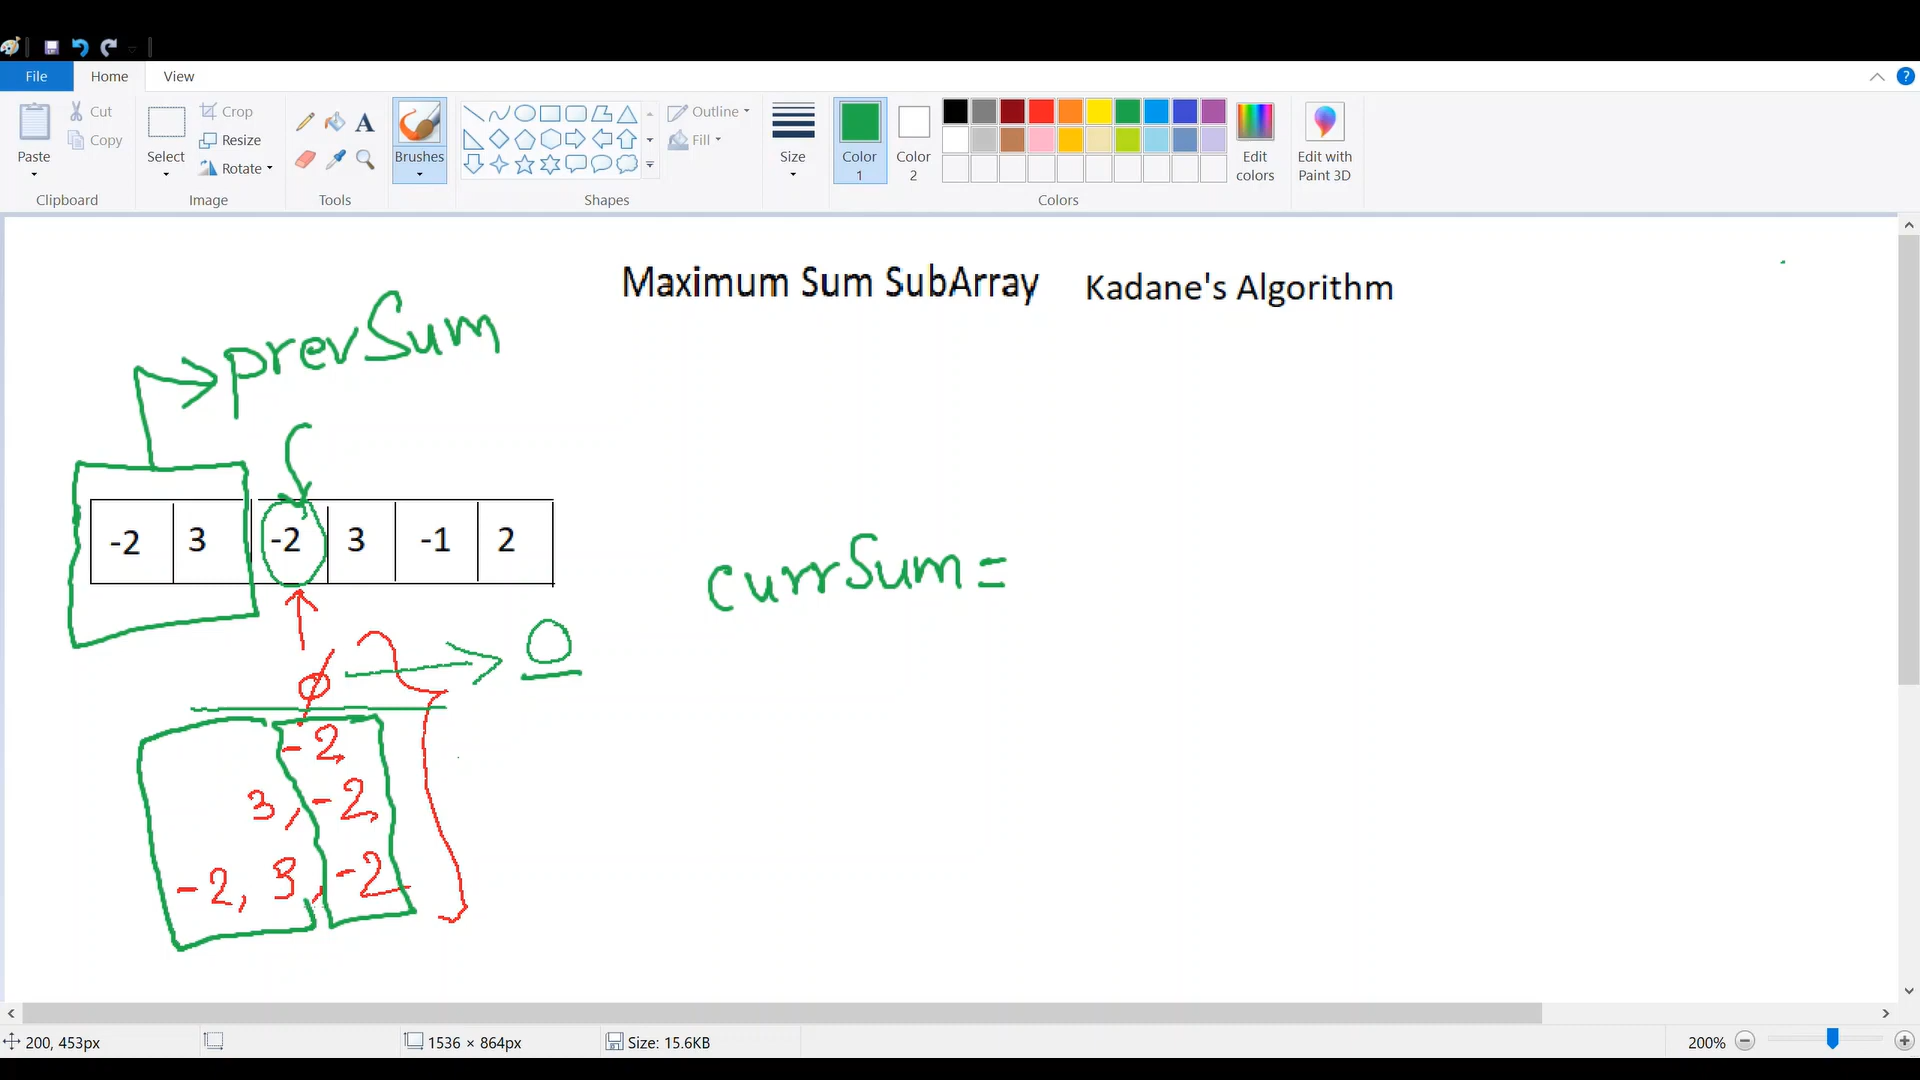 File Home View
Paste Cut Copy Clipboard
Select Crop Resize Rotate Image
A Tools
Brushes
Shapes
Outline Fill
Size
Color 1 Color 2
Edit colors Colors
Edit with Paint 3D
Maximum Sum SubArray Kadane's Algorithm
prevSum
-2 3 -2 3 -1 2
currSum =
0
-2
3, -2,
-2, 3, -2
200, 453px 1536 × 864px Size: 15.6KB 200%